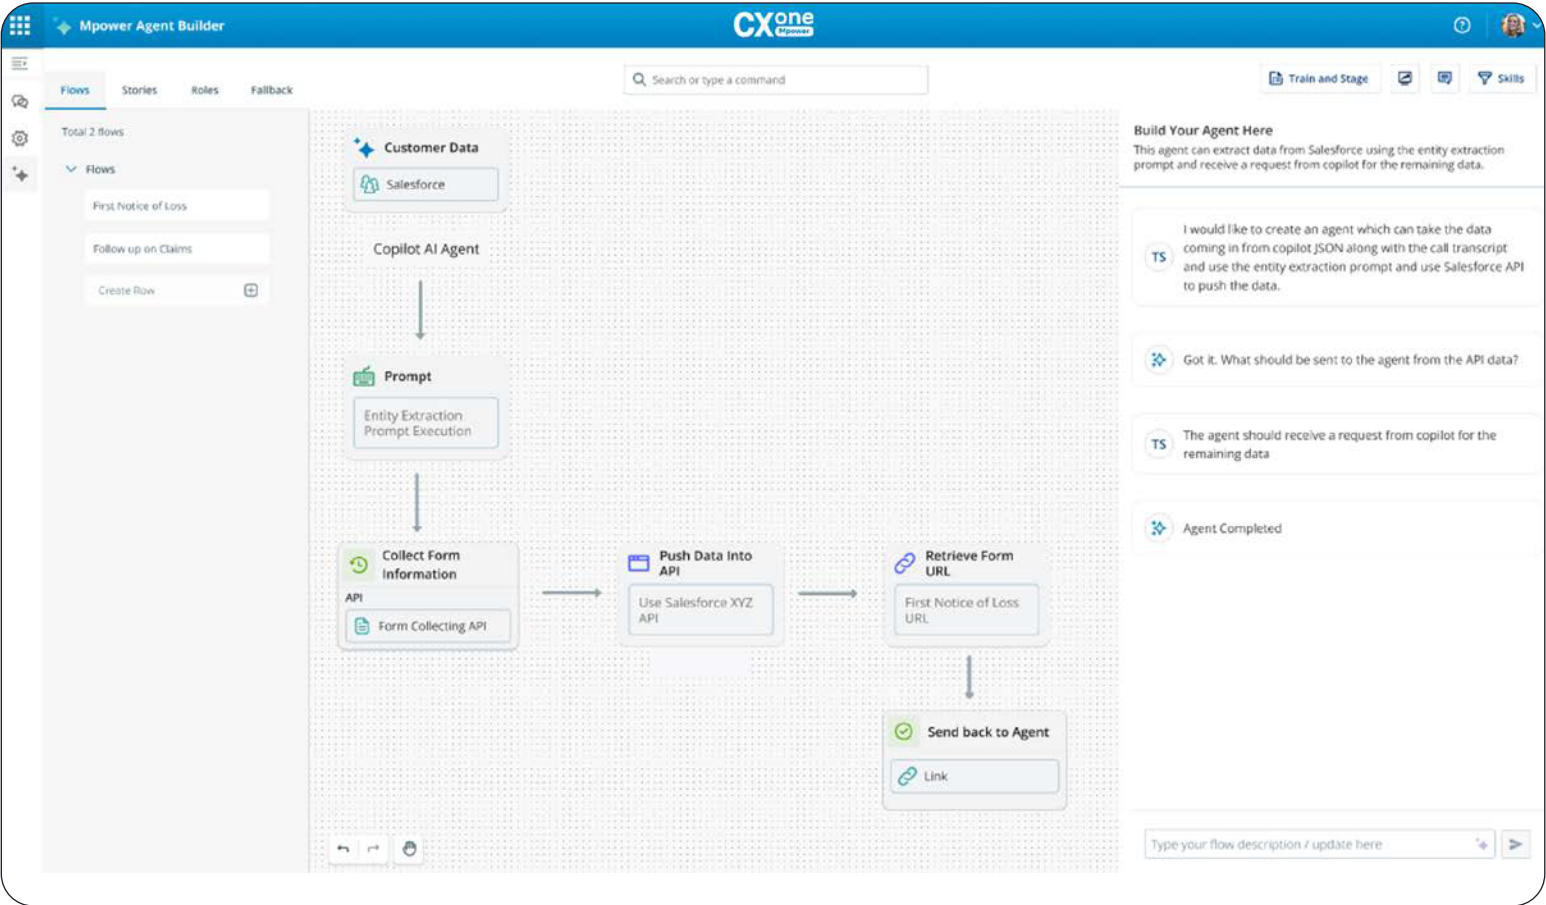 Mpower Agent Builder
CXone
Mpower
Flows
Stories
Roles
Fallback
Search or type a command
Train and Stage
Skills
Total 2 flows
Flows
First Notice of Loss
Follow up on Claims
Create Row
Customer Data
Salesforce
Copilot AI Agent
Prompt
Entity Extraction
Prompt Execution
Collect Form
Information
API
Form Collecting API
Push Data Into
API
Use Salesforce XYZ
API
Retrieve Form
URL
First Notice of Loss
URL
Send back to Agent
Link
Build Your Agent Here
This agent can extract data from Salesforce using the entity extraction
prompt and receive a request from copilot for the remaining data.
TS
I would like to create an agent which can take the data
coming in from copilot JSON along with the call transcript
and use the entity extraction prompt and use Salesforce API
to push the data.
Got it. What should be sent to the agent from the API data?
TS
The agent should receive a request from copilot for the
remaining data
Agent Completed
Type your flow description / update here